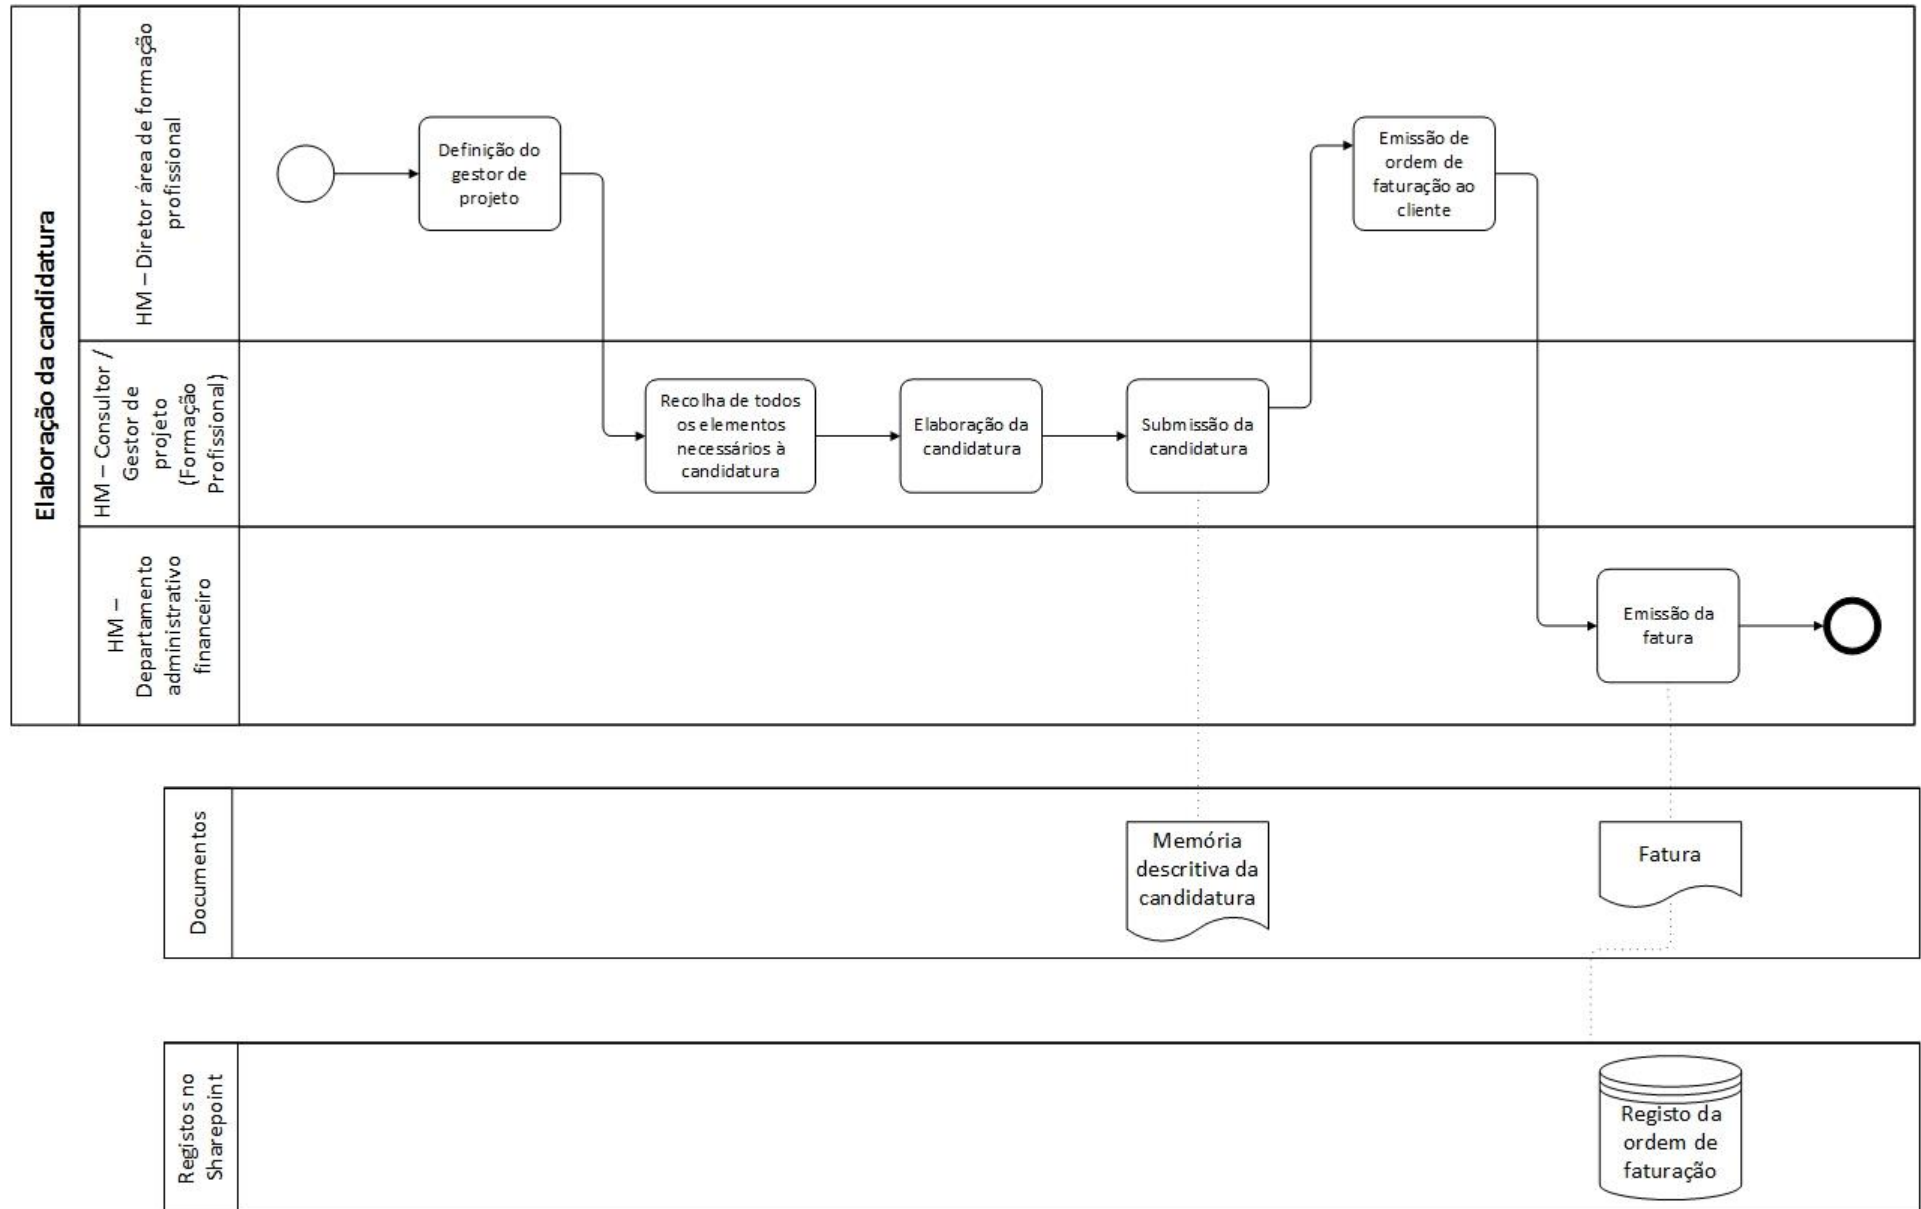 Elaboração da candidatura
HM – Diretor área de formação
profissional
Definição do
gestor de
projeto
Emissão de
ordem de
faturação ao
cliente
HM – Consultor /
Gestor de
projeto
(Formação
Profissional)
Recolha de todos
os elementos
necessários à
candidatura
Elaboração da
candidatura
Submissão da
candidatura
HM –
Departamento
administrativo
financeiro
Emissão da
fatura
Documentos
Memória
descritiva da
candidatura
Fatura
Registos no
Sharepoint
Registo da
ordem de
faturação